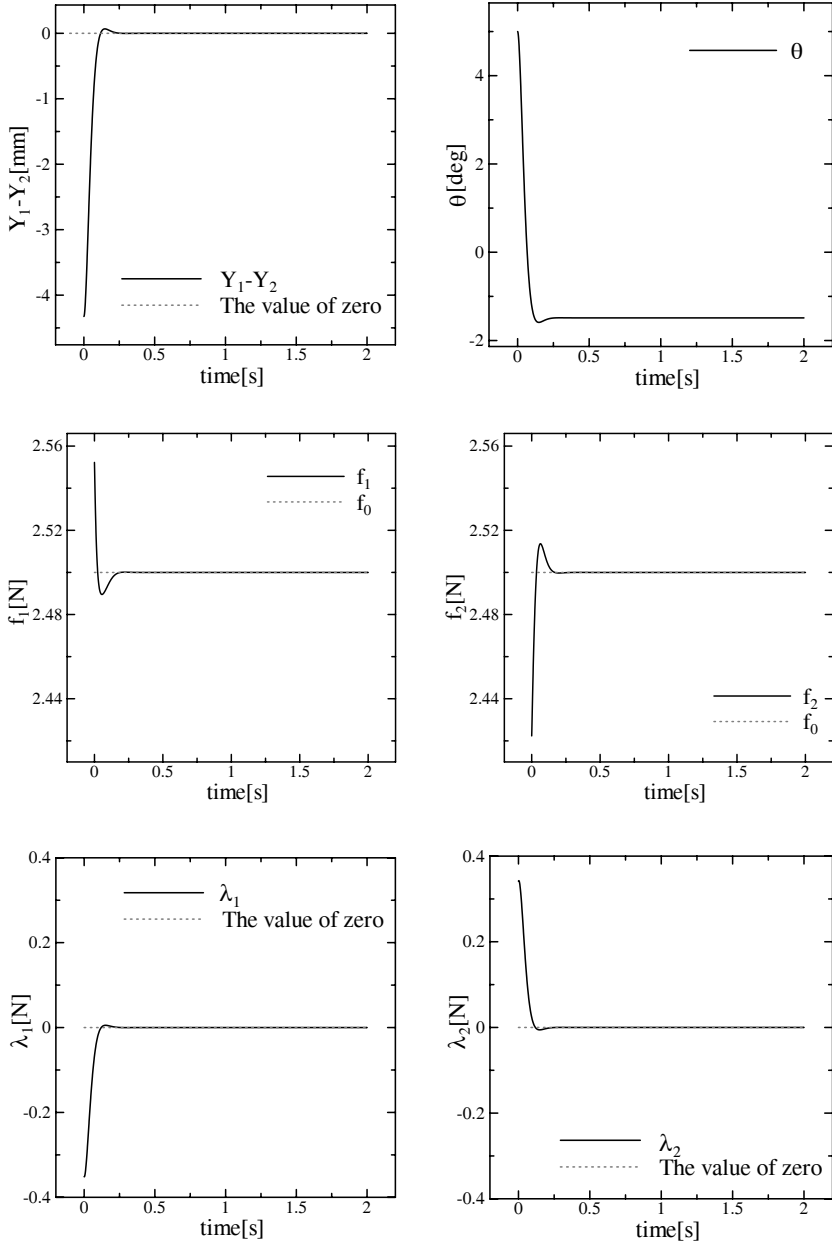 0
-1
-2
-3
-4
Y₁-Y₂[mm]
Y₁-Y₂
The value of zero
0 0.5 1 1.5 2
time[s]
4
2
0
-2
θ[deg]
θ
0 0.5 1 1.5 2
time[s]
2.56
2.52
2.48
2.44
f₁[N]
f₁
f₀
0 0.5 1 1.5 2
time[s]
2.56
2.52
2.48
2.44
f₂[N]
f₂
f₀
0 0.5 1 1.5 2
time[s]
0.4
0.2
0
-0.2
-0.4
λ₁[N]
λ₁
The value of zero
0 0.5 1 1.5 2
time[s]
0.4
0.2
0
-0.2
-0.4
λ₂[N]
λ₂
The value of zero
0 0.5 1 1.5 2
time[s]